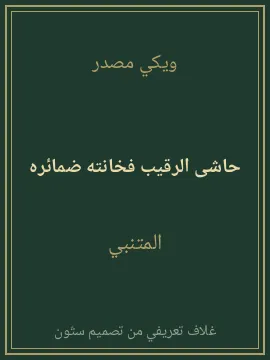 ويكي مصدر
حاشى الرقيب فخانته ضمائره
المتنبي
غلاف تعريفي من تصميم سثون